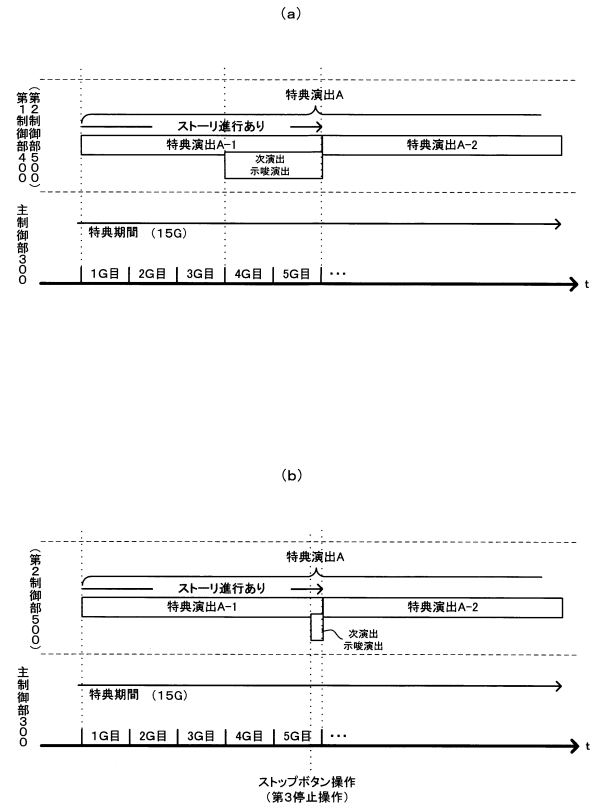 (a)
特典演出A
ストーリ進行あり
特典演出A-1
特典演出A-2
次演出
示唆演出
第1制御部400
(第2制御部500)
主制御部300
特典期間 (15G)
1G目 2G目 3G目 4G目 5G目 ···
t
(b)
特典演出A
ストーリ進行あり
特典演出A-1
特典演出A-2
次演出
示唆演出
(第2制御部500)
主制御部300
特典期間 (15G)
1G目 2G目 3G目 4G目 5G目 ···
t
ストップボタン操作
(第3停止操作)